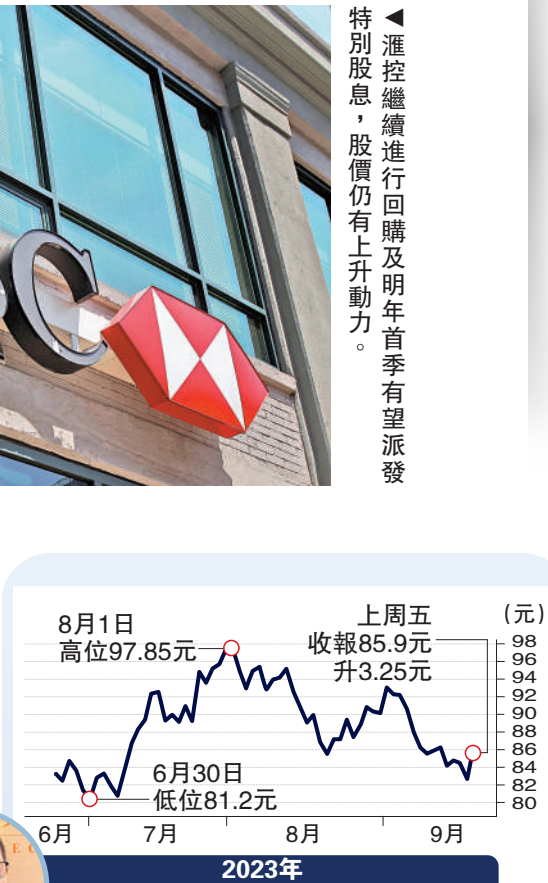 ◀滙控繼續進行回購及明年首季有望派發
特別股息，股價仍有上升動力。
C
8月1日
高位97.85元
上周五
收報85.9元
升3.25元
(元)
98
96
94
92
90
88
86
84
82
80
6月30日
低位81.2元
6月
7月
8月
9月
2023年